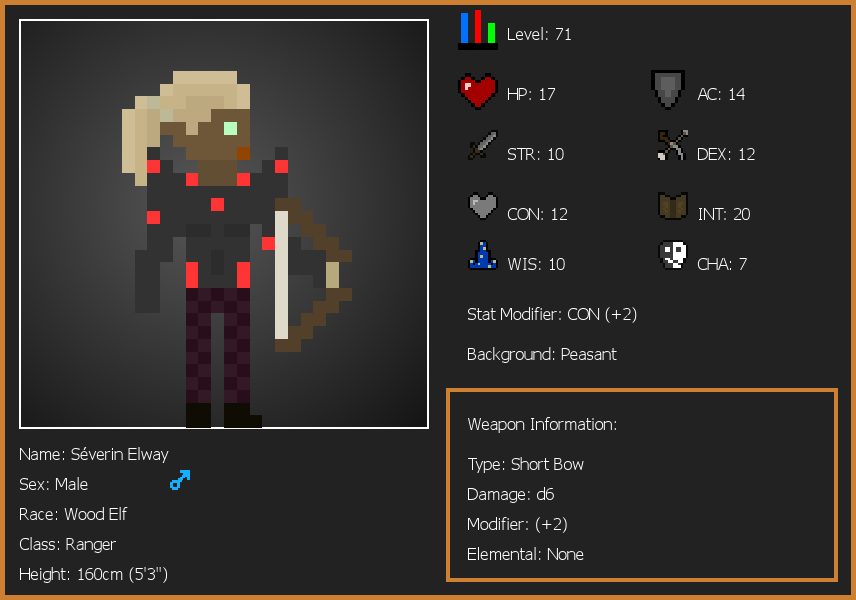 Level: 71
HP: 17
AC: 14
STR: 10
DEX: 12
CON: 12
INT: 20
WIS: 10
CHA: 7
Stat Modifier: CON (+2)
Background: Peasant
Weapon Information:
Type: Short Bow
Damage: d6
Modifier: (+2)
Elemental: None
Name: Séverin Elway
Sex: Male
Race: Wood Elf
Class: Ranger
Height: 160cm (5'3")